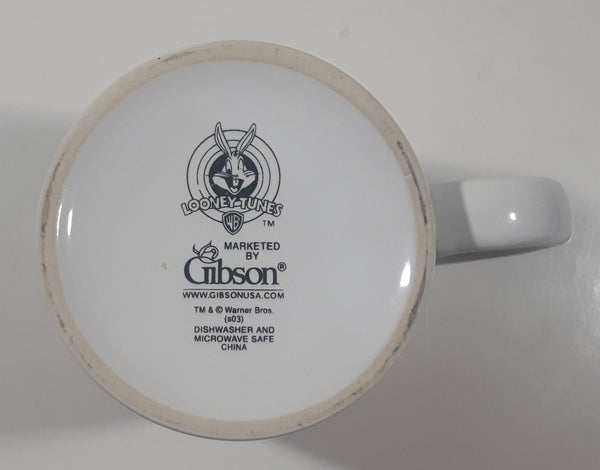 LOONEY TUNES
WB
TM
MARKETED
BY
Gibson®
WWW.GIBSONUSA.COM
TM & © Warner Bros.
(s03)
DISHWASHER AND
MICROWAVE SAFE
CHINA